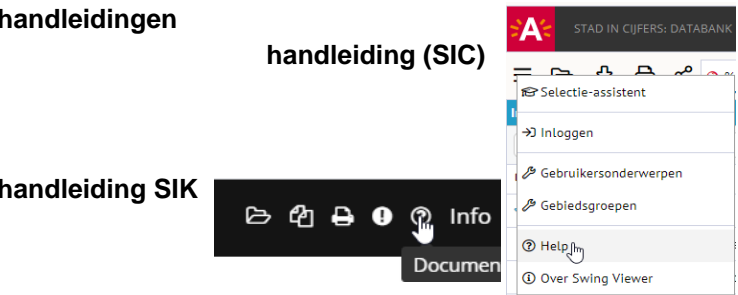 handleidingen
handleiding (SIC)
STAD IN CIJFERS: DATABANK
Selectie-assistent
Inloggen
Gebruikersonderwerpen
Gebiedsgroepen
Help
Over Swing Viewer
handleiding SIK
Info
Documen